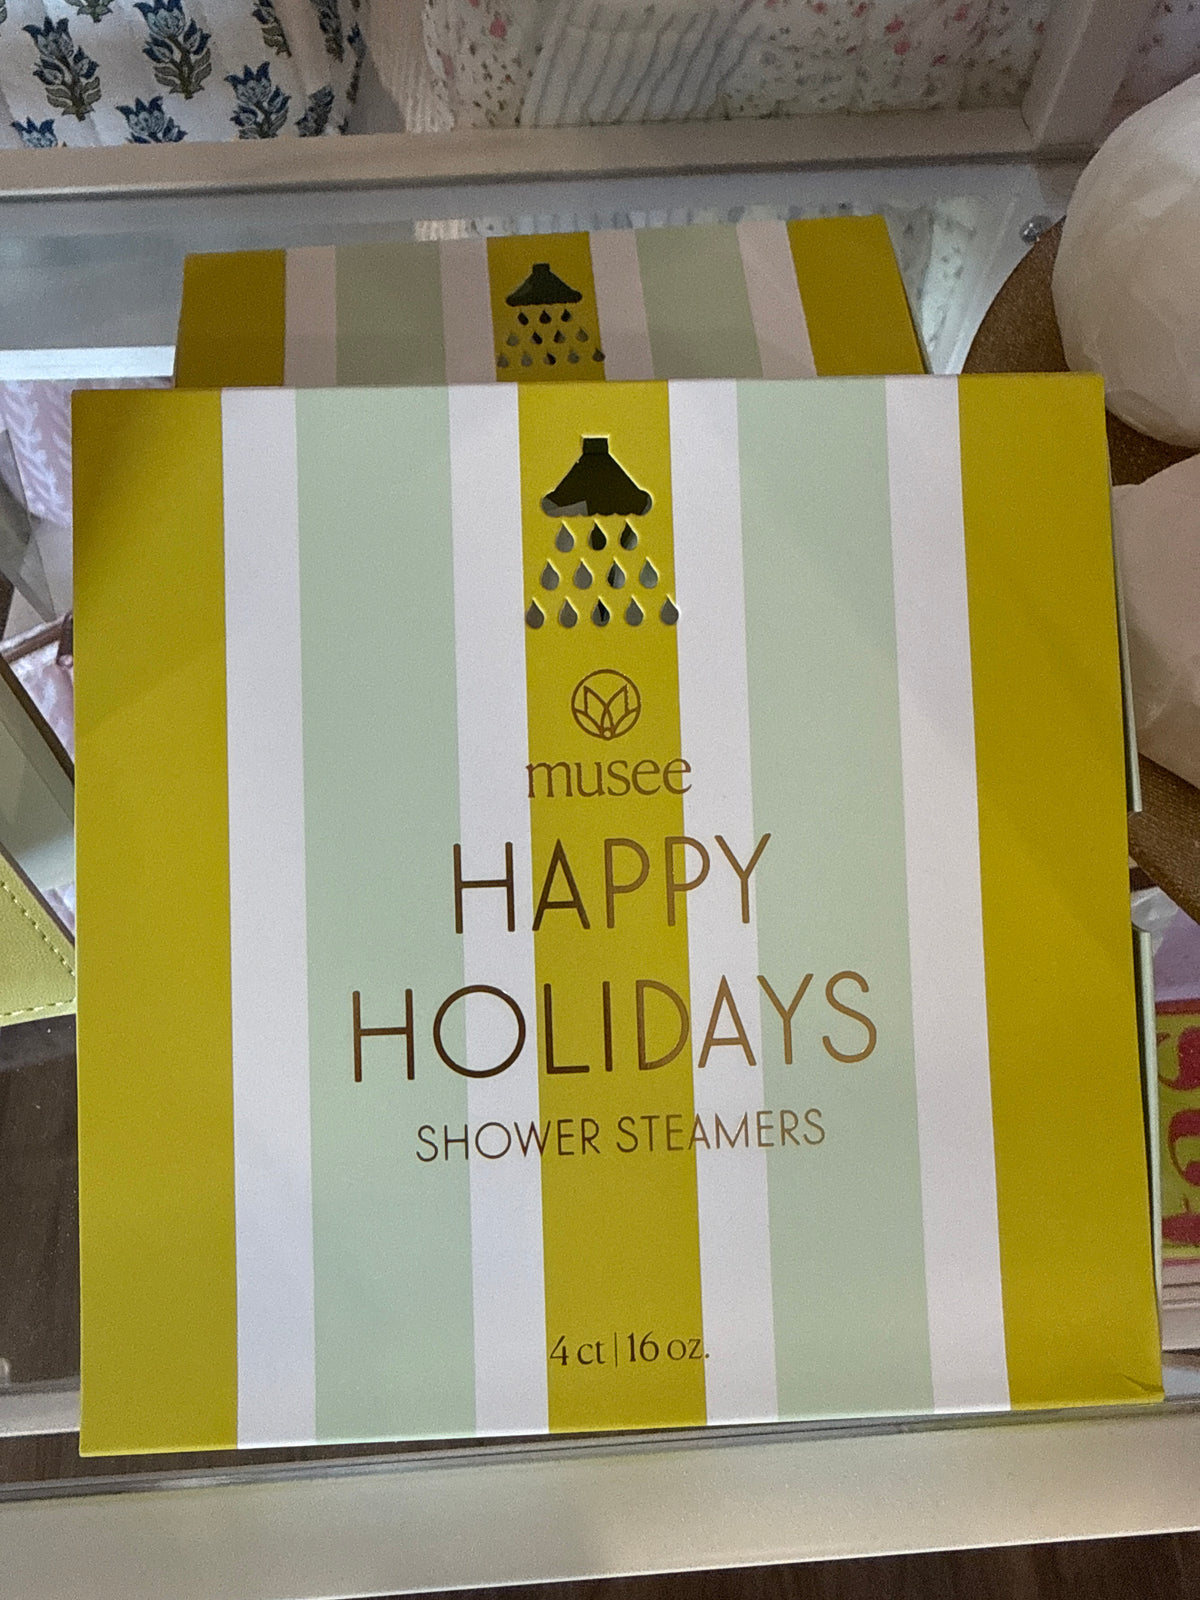 musee
HAPPY
HOLIDAYS
SHOWER STEAMERS
4 ct | 16 oz.